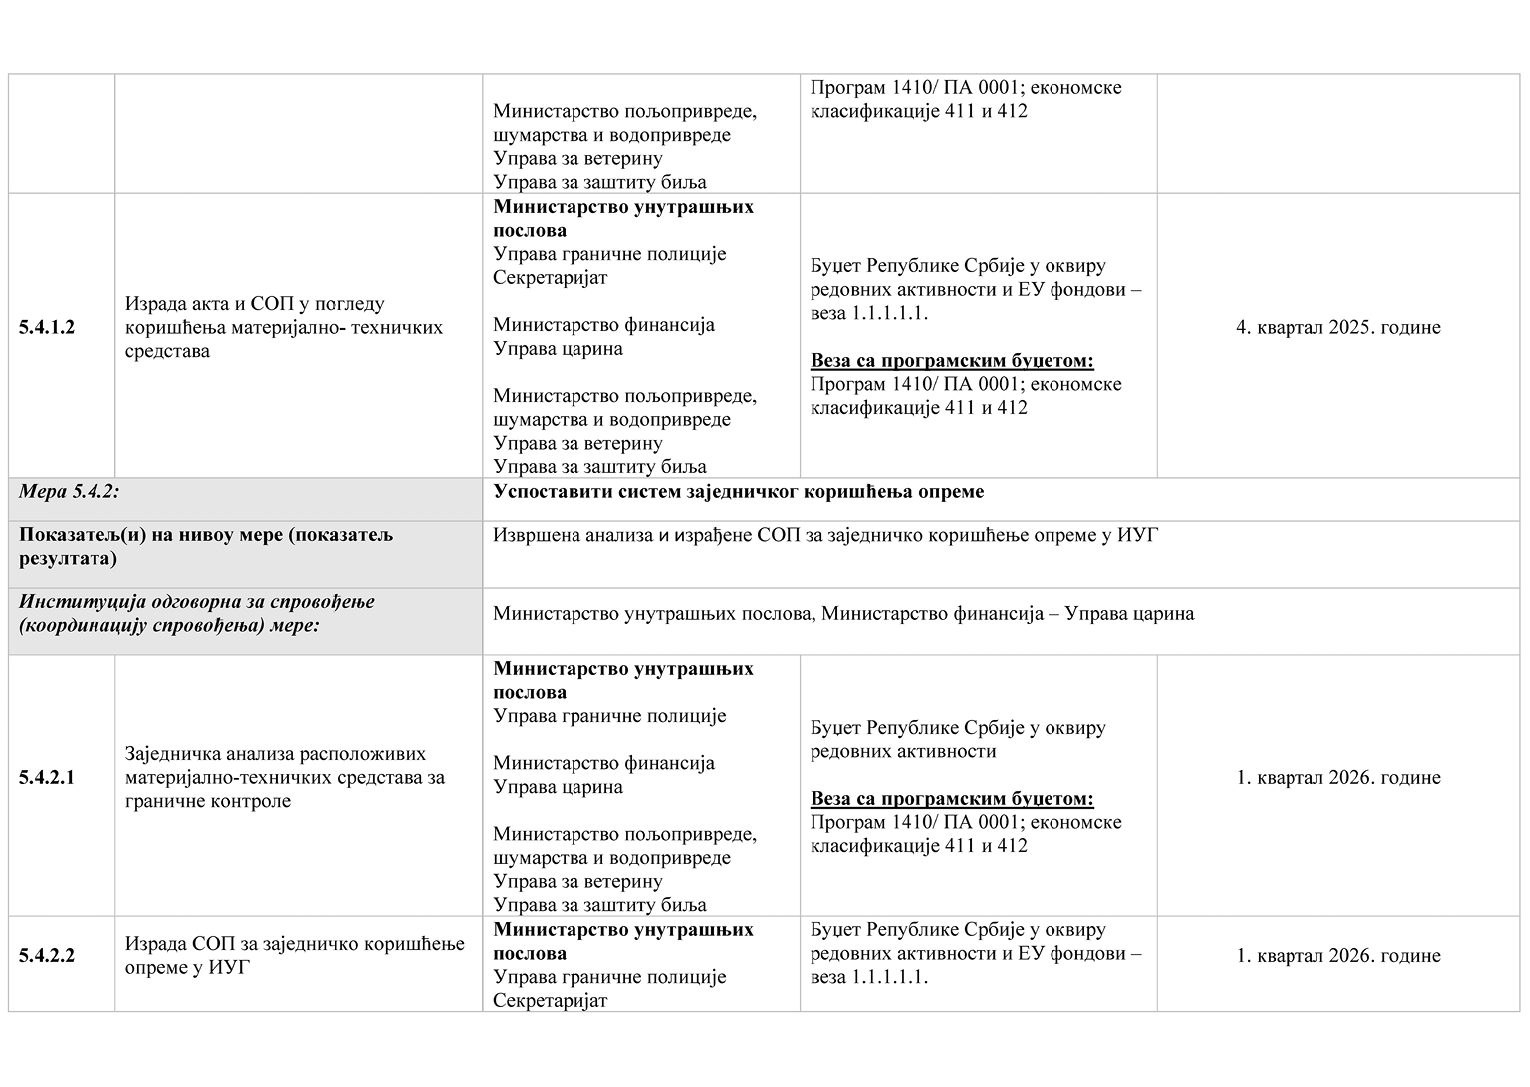 Министарство пољопривреде,
шумарства и водопривреде
Управа за ветерину
Управа за заштиту биља
Програм 1410/ ПА 0001; економске
класификације 411 и 412
5.4.1.2
Израда акта и СОП у погледу
коришћења материјално- техничких
средстава
Министарство унутрашњих
послова
Управа граничне полиције
Секретаријат
Министарство финансија
Управа царина
Министарство пољопривреде,
шумарства и водопривреде
Управа за ветерину
Управа за заштиту биља
Буџет Републике Србије у оквиру
редовних активности и ЕУ фондови –
веза 1.1.1.1.1.
Веза са програмским буџетом:
Програм 1410/ ПА 0001; економске
класификације 411 и 412
4. квартал 2025. године
Мера 5.4.2:
Успоставити систем заједничког коришћења опреме
Показатељ(и) на нивоу мере (показатељ
резултата)
Извршена анализа и израђене СОП за заједничко коришћење опреме у ИУГ
Институција одговорна за спровођење
(координацију спровођења) мере:
Министарство унутрашњих послова, Министарство финансија – Управа царина
5.4.2.1
Заједничка анализа расположивих
материјално-техничких средстава за
граничне контроле
Министарство унутрашњих
послова
Управа граничне полиције
Министарство финансија
Управа царина
Министарство пољопривреде,
шумарства и водопривреде
Управа за ветерину
Управа за заштиту биља
Буџет Републике Србије у оквиру
редовних активности
Веза са програмским буџетом:
Програм 1410/ ПА 0001; економске
класификације 411 и 412
1. квартал 2026. године
5.4.2.2
Израда СОП за заједничко коришћење
опреме у ИУГ
Министарство унутрашњих
послова
Управа граничне полиције
Секретаријат
Буџет Републике Србије у оквиру
редовних активности и ЕУ фондови –
веза 1.1.1.1.1.
1. квартал 2026. године